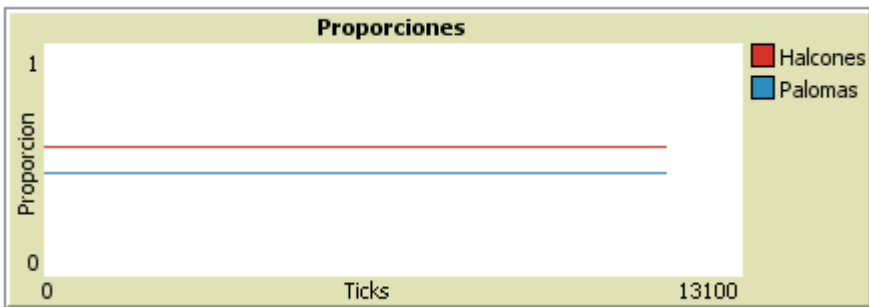 Proporciones
1
Halcones
Palomas
Proporcion
0
0 Ticks 13100